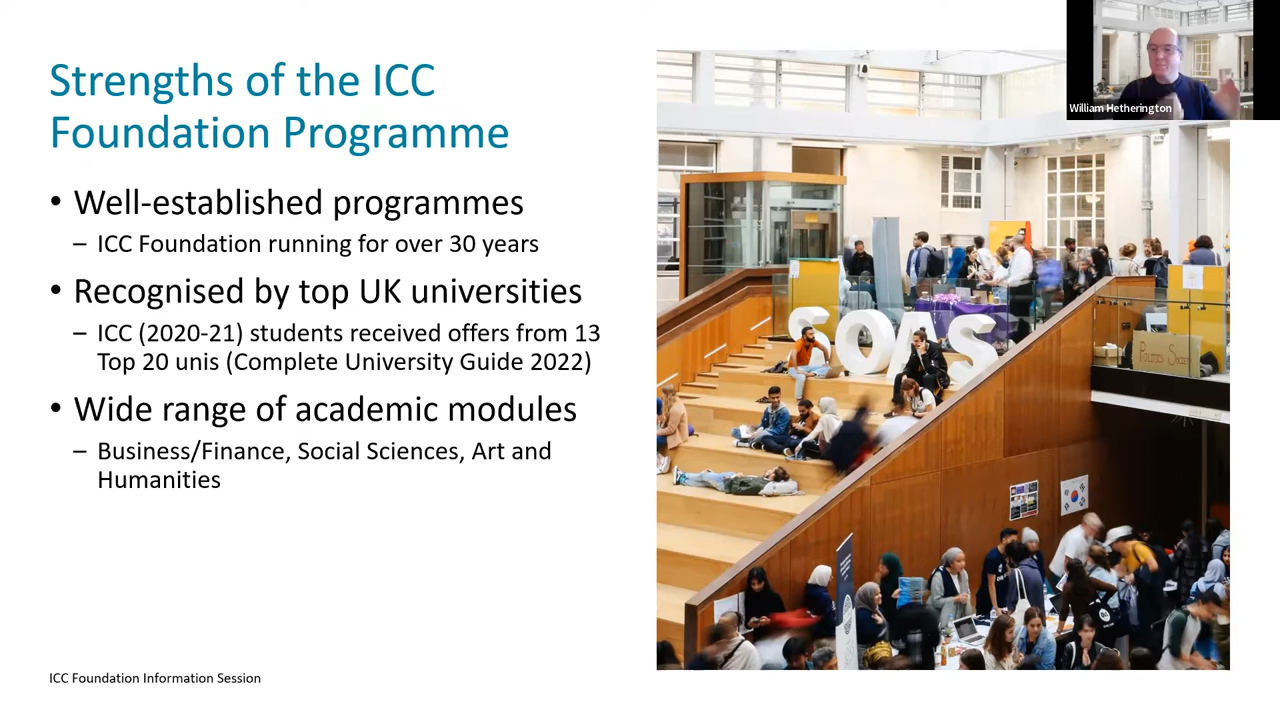 Strengths of the ICC
Foundation Programme
• Well-established programmes
– ICC Foundation running for over 30 years
• Recognised by top UK universities
– ICC (2020-21) students received offers from 13
Top 20 unis (Complete University Guide 2022)
• Wide range of academic modules
– Business/Finance, Social Sciences, Art and
Humanities
ICC Foundation Information Session
William Hetherington
SOAS